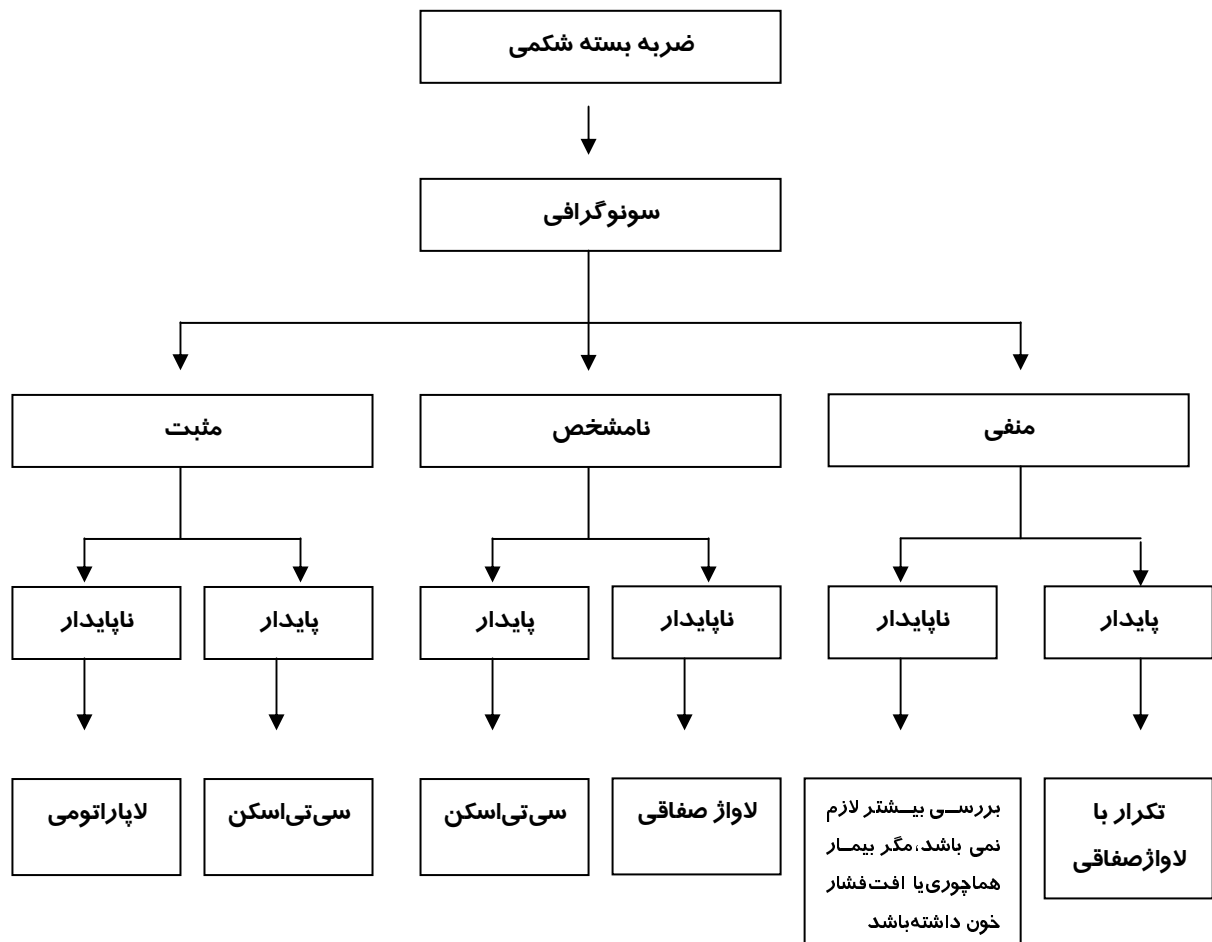 ضربه بسته شکمی
سونوگرافی
منفی
نامشخص
مثبت
پایدار
ناپایدار
ناپایدار
پایدار
پایدار
ناپایدار
تکرار با
لاواژصفاقی
بررسی بیشتر لازم
نمی باشد،مگر بیمار
هماچوری‌یا افت‌فشار
خون داشته‌باشد
لاواژ صفاقی
سی‌تی‌اسکن
سی‌تی‌اسکن
لاپاراتومی